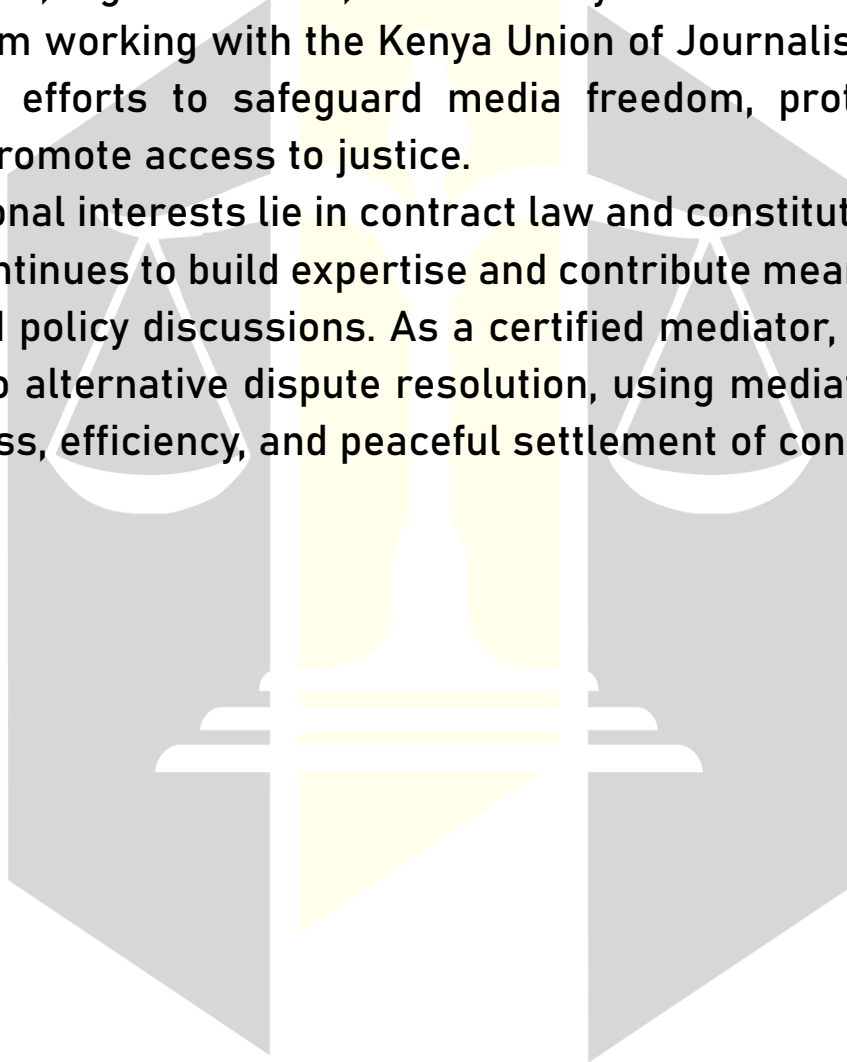 m working with the Kenya Union of Journalis
efforts to safeguard media freedom, prot
romote access to justice.
onal interests lie in contract law and constitut
ntinues to build expertise and contribute mean
policy discussions. As a certified mediator,
alternative dispute resolution, using mediat
ss, efficiency, and peaceful settlement of con